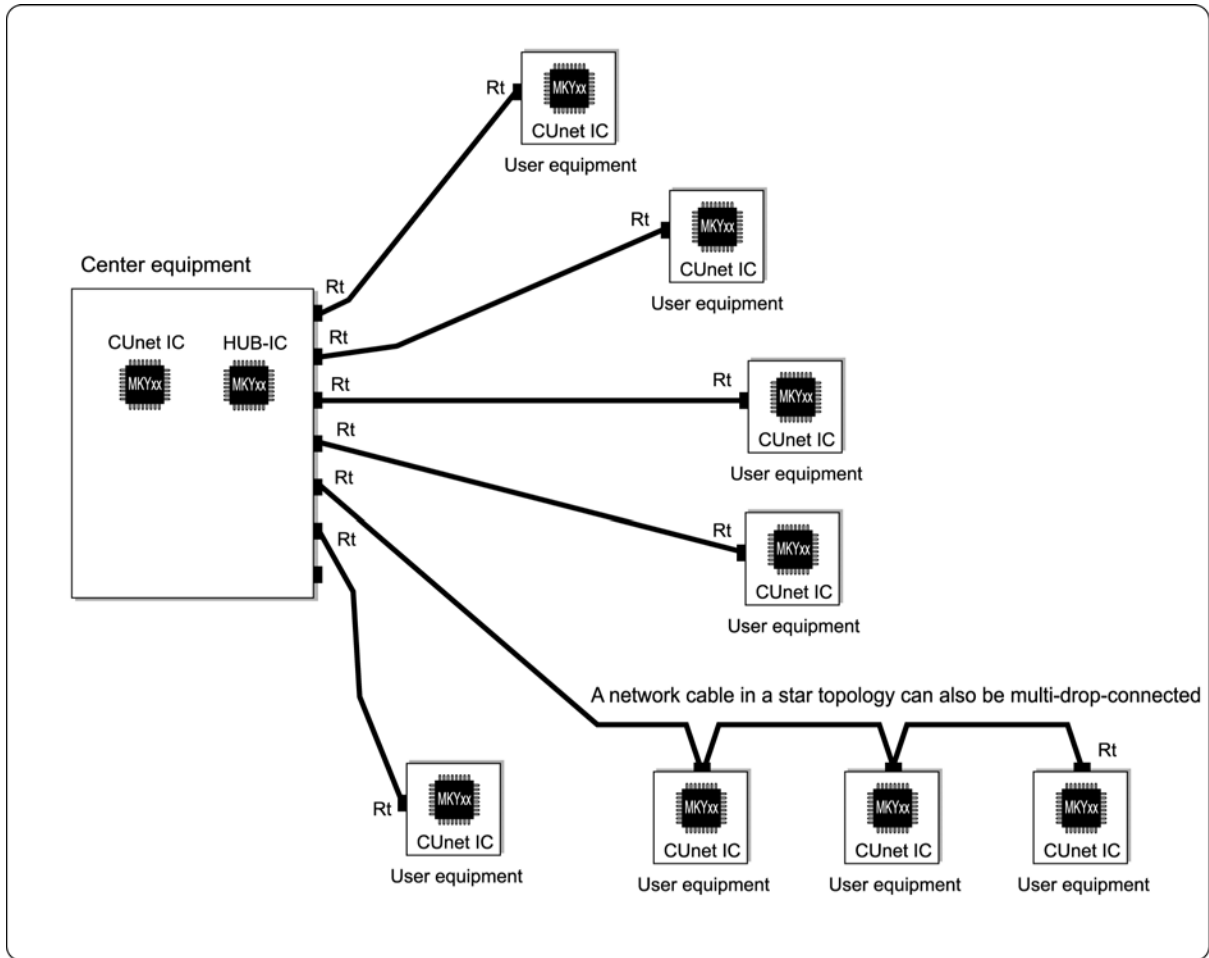 Rt
MKYxx
CUnet IC
User equipment
Rt
MKYxx
CUnet IC
User equipment
Center equipment
CUnet IC
HUB-IC
MKYxx
MKYxx
Rt
Rt
Rt
Rt
Rt
Rt
Rt
MKYxx
CUnet IC
User equipment
Rt
MKYxx
CUnet IC
User equipment
A network cable in a star topology can also be multi-drop-connected
Rt
MKYxx
CUnet IC
User equipment
MKYxx
CUnet IC
User equipment
MKYxx
CUnet IC
User equipment
Rt
MKYxx
CUnet IC
User equipment